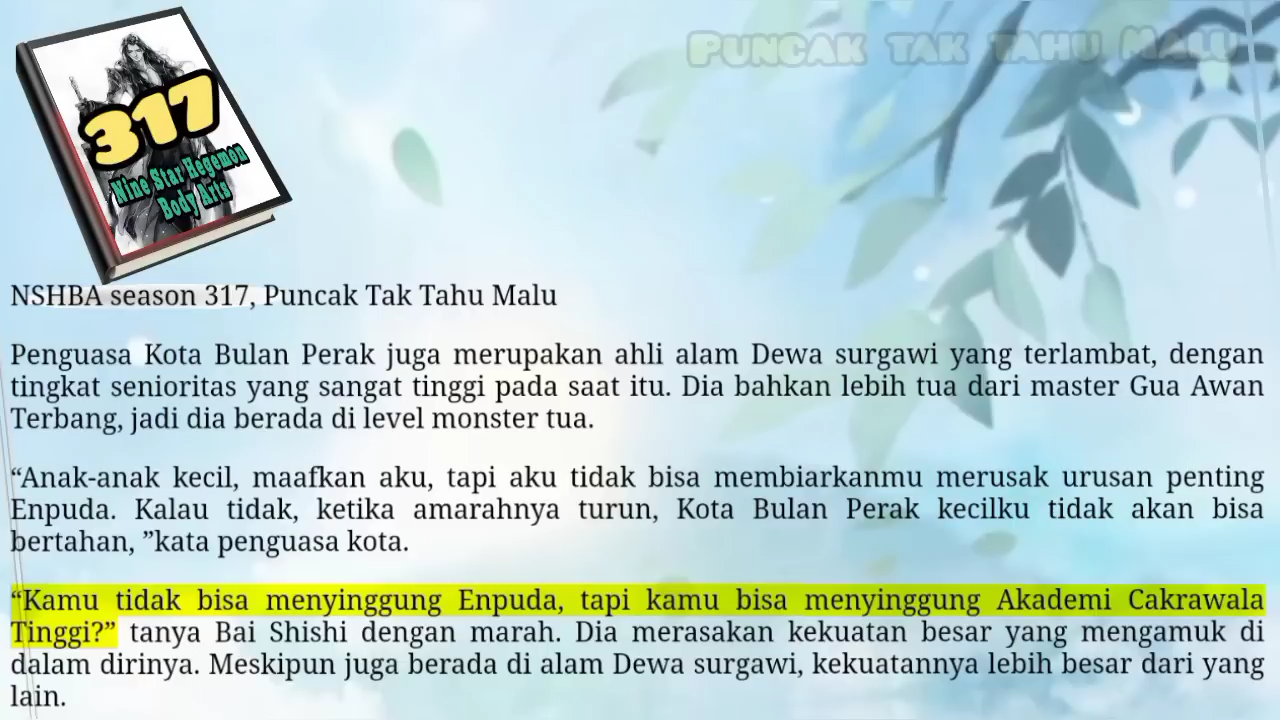 Puncak tak tahu Malu
317
Nine Star Hegemon
Body Arts
NSHBA season 317, Puncak Tak Tahu Malu
Penguasa Kota Bulan Perak juga merupakan ahli alam Dewa surgawi yang terlambat, dengan
tingkat senioritas yang sangat tinggi pada saat itu. Dia bahkan lebih tua dari master Gua Awan
Terbang, jadi dia berada di level monster tua.
“Anak-anak kecil, maafkan aku, tapi aku tidak bisa membiarkanmu merusak urusan penting
Enpuda. Kalau tidak, ketika amarahnya turun, Kota Bulan Perak kecilku tidak akan bisa
bertahan, ”kata penguasa kota.
“Kamu tidak bisa menyinggung Enpuda, tapi kamu bisa menyinggung Akademi Cakrawala
Tinggi?” tanya Bai Shishi dengan marah. Dia merasakan kekuatan besar yang mengamuk di
dalam dirinya. Meskipun juga berada di alam Dewa surgawi, kekuatannya lebih besar dari yang
lain.